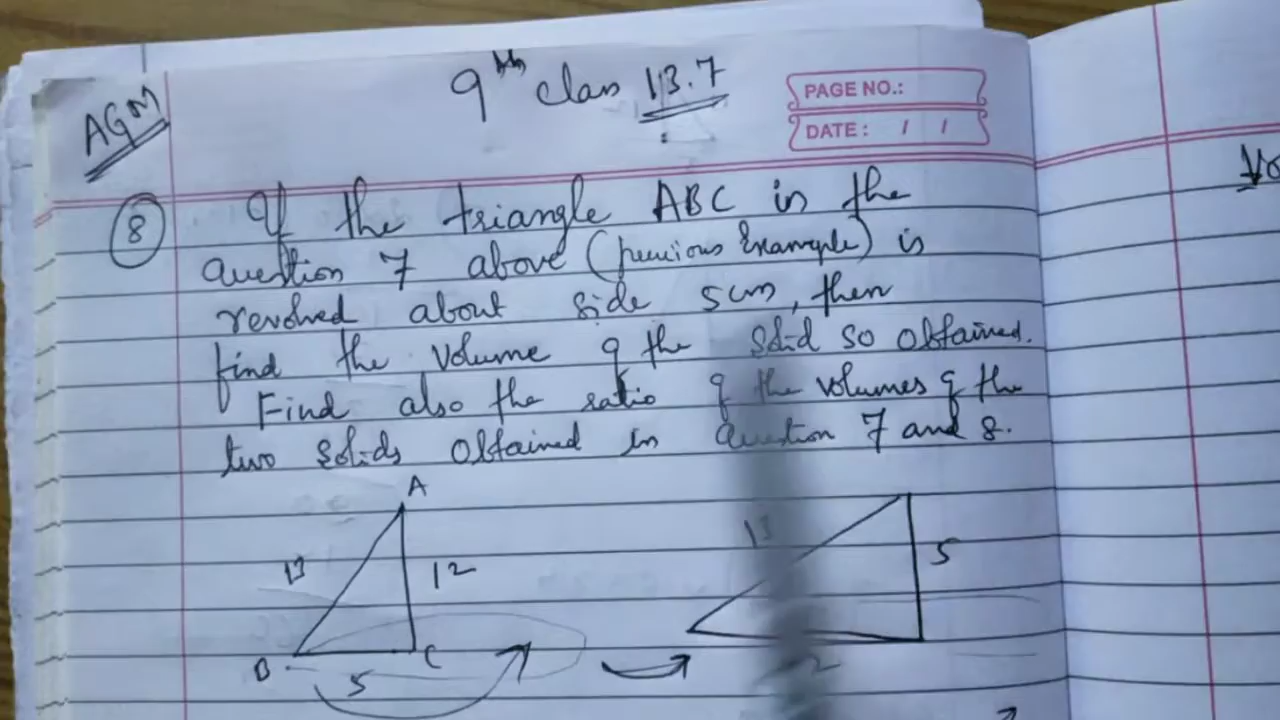 AGM
9th class 13.7
PAGE NO.:
DATE: / /
Vo
8
If the triangle ABC in the
Question 7 above (previous Example) is
revolved about side 5cm, then
find the volume of the solid so obtained.
Find also the ratio of the volumes of the
two solids obtained in Question 7 and 8.
A
13
12
B
5
C
13
5